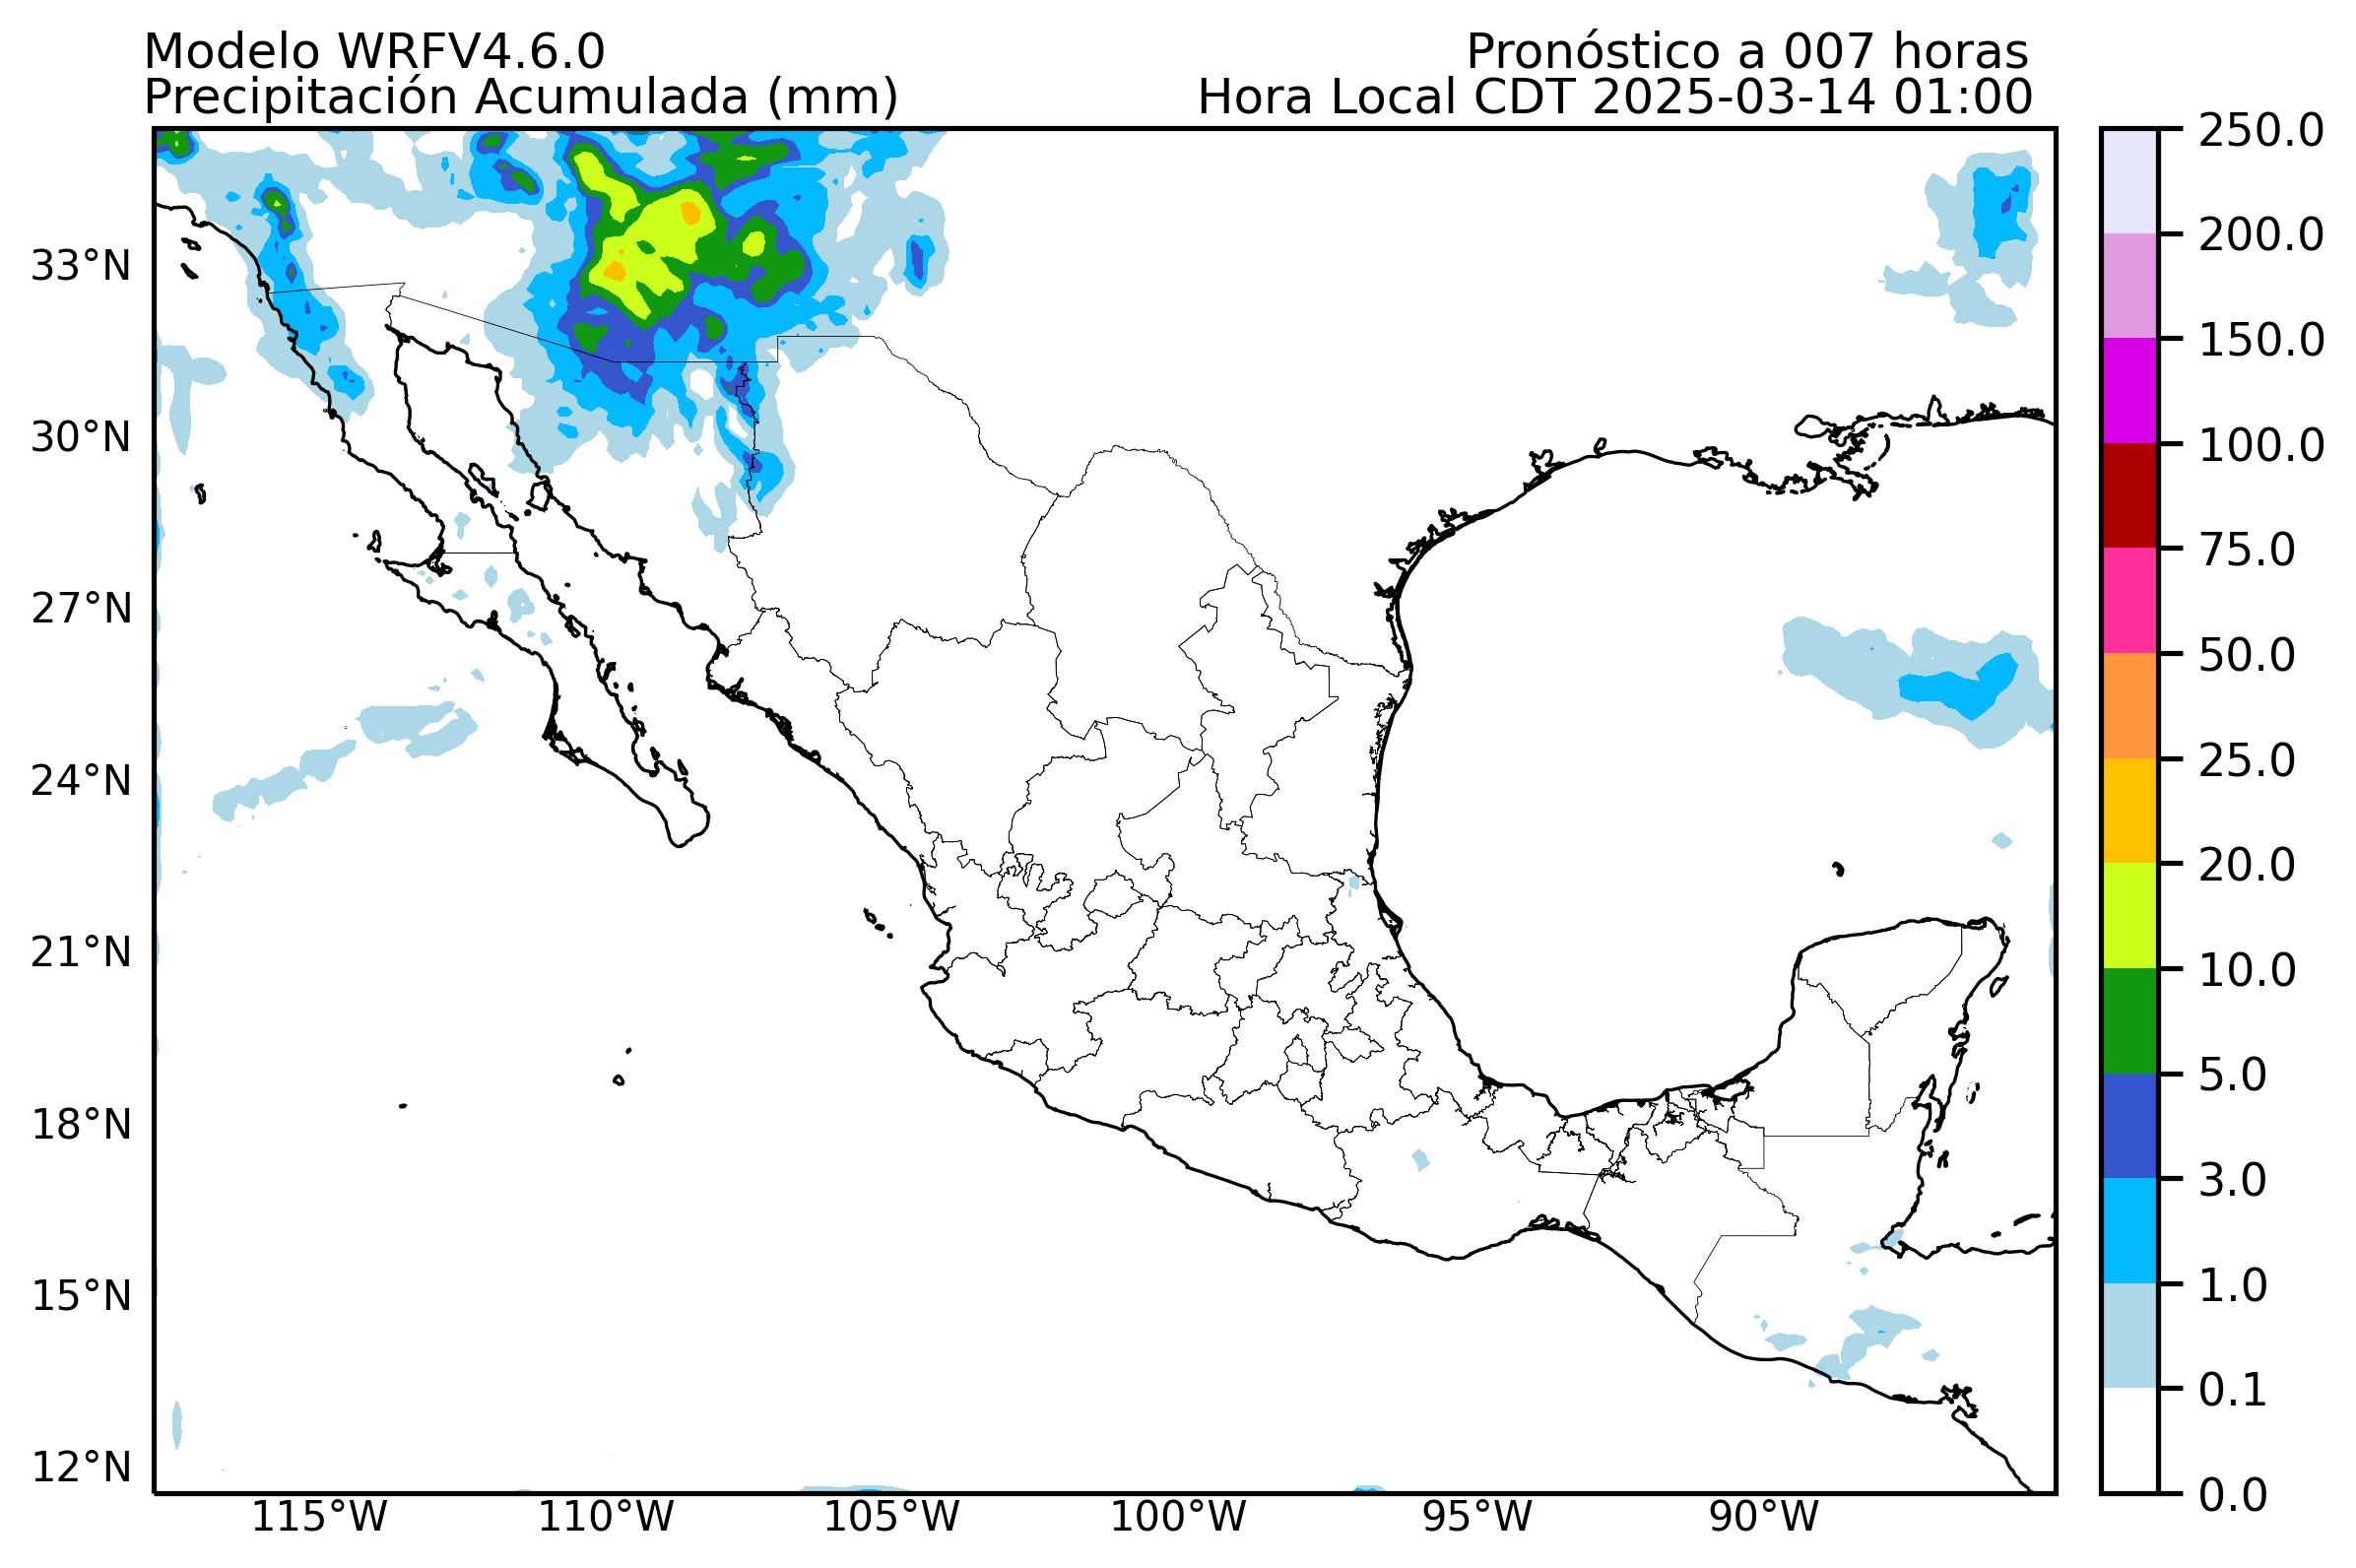 Modelo WRFV4.6.0
Pronóstico a 007 horas
Precipitación Acumulada (mm)
Hora Local CDT 2025-03-14 01:00
33°N
30°N
27°N
24°N
21°N
18°N
15°N
12°N
115°W
110°W
105°W
100°W
95°W
90°W
250.0
200.0
150.0
100.0
75.0
50.0
25.0
20.0
10.0
5.0
3.0
1.0
0.1
0.0